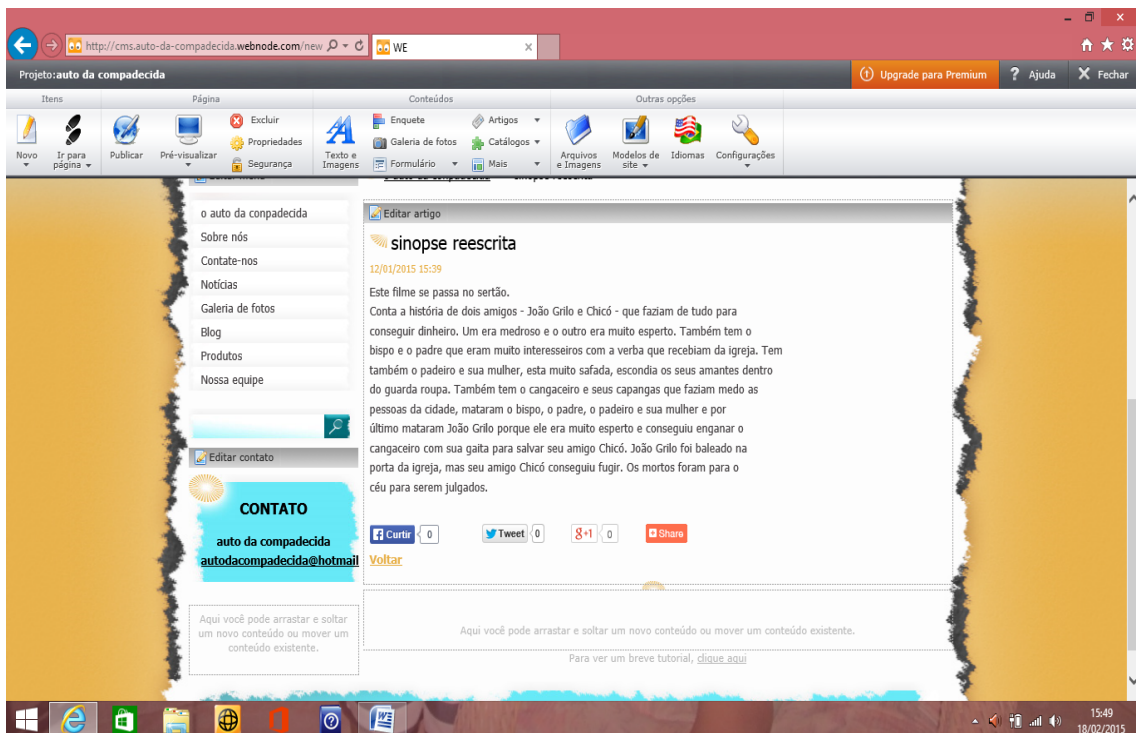 http://cms.auto-da-compadecida.webnode.com/new
WE
Projeto:auto da compadecida
Upgrade para Premium
? Ajuda
X Fechar
Itens
Página
Conteúdos
Outras opções
Novo
Ir para página
Publicar
Pré-visualizar
Excluir
Propriedades
Segurança
Texto e Imagens
Enquete
Galeria de fotos
Formulário
Artigos
Catálogos
Mais
Arquivos e Imagens
Modelos de site
Idiomas
Configurações
o auto da conpadecida
Sobre nós
Contate-nos
Notícias
Galeria de fotos
Blog
Produtos
Nossa equipe
Editar contato
CONTATO
auto da compadecida
autodacompadecida@hotmail
Aqui você pode arrastar e soltar
um novo conteúdo ou mover um
conteúdo existente.
Editar artigo
sinopse reescrita
12/01/2015 15:39
Este filme se passa no sertão.
Conta a história de dois amigos - João Grilo e Chicó - que faziam de tudo para
conseguir dinheiro. Um era medroso e o outro era muito esperto. Também tem o
bispo e o padre que eram muito interesseiros com a verba que recebiam da igreja. Tem
também o padeiro e sua mulher, esta muito safada, escondia os seus amantes dentro
do guarda roupa. Também tem o cangaceiro e seus capangas que faziam medo as
pessoas da cidade, mataram o bispo, o padre, o padeiro e sua mulher e por
último mataram João Grilo porque ele era muito esperto e conseguiu enganar o
cangaceiro com sua gaita para salvar seu amigo Chicó. João Grilo foi baleado na
porta da igreja, mas seu amigo Chicó conseguiu fugir. Os mortos foram para o
céu para serem julgados.
Curtir 0
Tweet 0
g+1 0
Share
Voltar
Aqui você pode arrastar e soltar um novo conteúdo ou mover um conteúdo existente.
Para ver um breve tutorial, clique aqui
15:49
18/02/2015